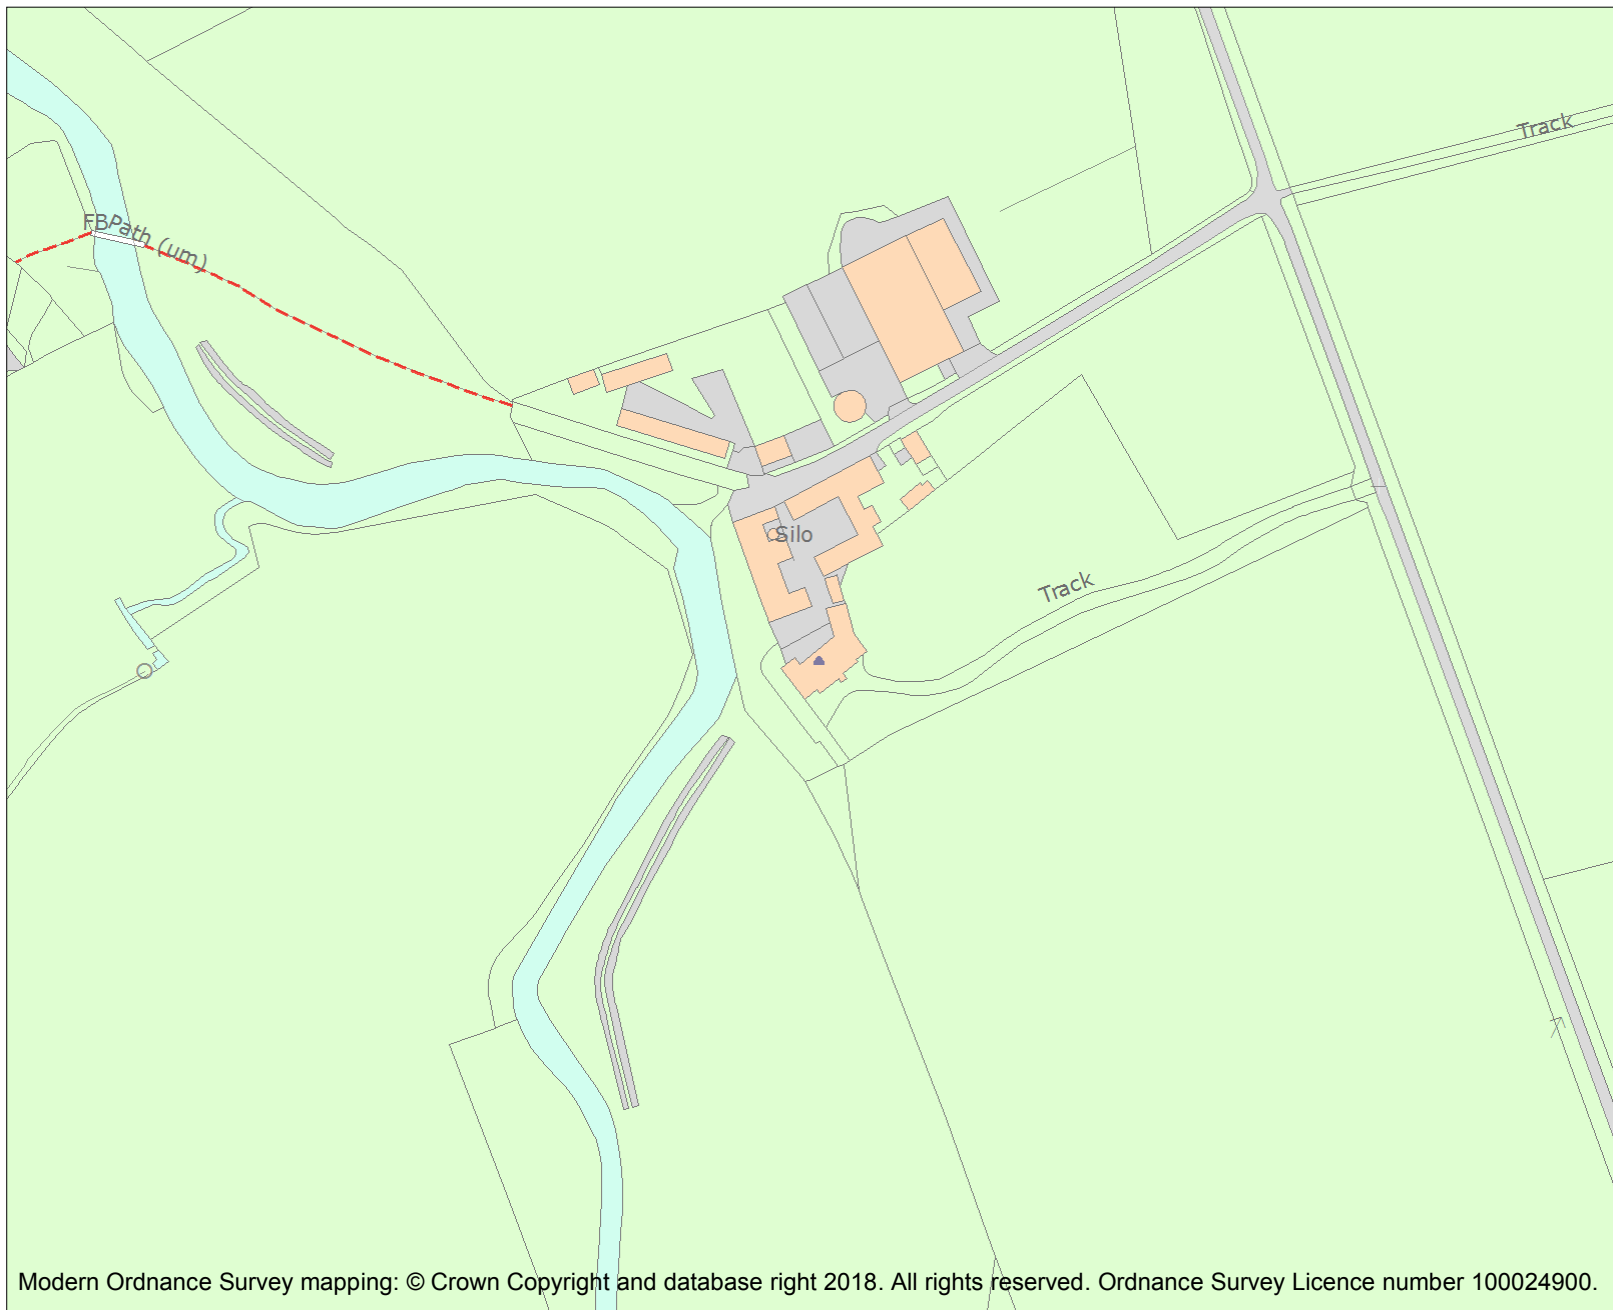 Track
FB
Path (um)
Silo
Track
Modern Ordnance Survey mapping: © Crown Copyright and database right 2018. All rights reserved. Ordnance Survey Licence number 100024900.